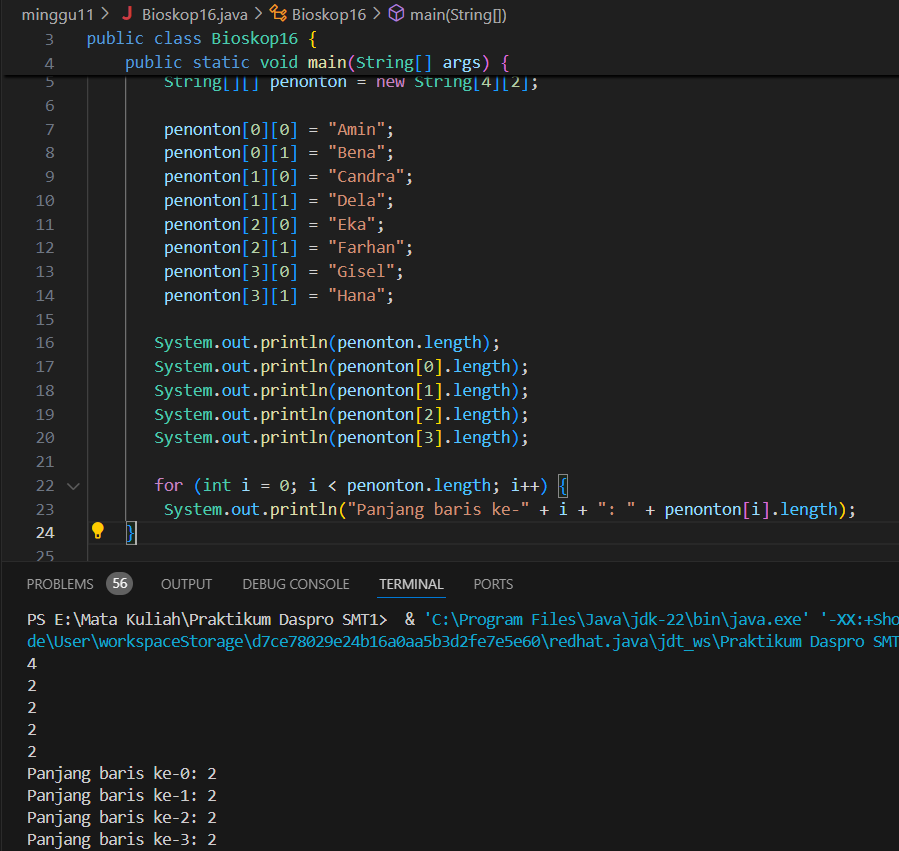 minggu11 > J Bioskop16.java > Bioskop16 > main(String[])
3 public class Bioskop16 {
4 public static void main(String[] args) {
5 String[][] penonton = new String[4][2];
6
7 penonton[0][0] = "Amin";
8 penonton[0][1] = "Bena";
9 penonton[1][0] = "Candra";
10 penonton[1][1] = "Dela";
11 penonton[2][0] = "Eka";
12 penonton[2][1] = "Farhan";
13 penonton[3][0] = "Gisel";
14 penonton[3][1] = "Hana";
15
16 System.out.println(penonton.length);
17 System.out.println(penonton[0].length);
18 System.out.println(penonton[1].length);
19 System.out.println(penonton[2].length);
20 System.out.println(penonton[3].length);
21
22 for (int i = 0; i < penonton.length; i++) {
23 System.out.println("Panjang baris ke-" + i + ": " + penonton[i].length);
24 }
25
PROBLEMS 56 OUTPUT DEBUG CONSOLE TERMINAL PORTS
PS E:\Mata Kuliah\Praktikum Daspro SMT1> & 'C:\Program Files\Java\jdk-22\bin\java.exe' '-XX:+Sho
de\User\workspaceStorage\d7ce78029e24b16a0aa5b3d2fe7e5e60\redhat.java\jdt_ws\Praktikum Daspro SMT
4
2
2
2
2
Panjang baris ke-0: 2
Panjang baris ke-1: 2
Panjang baris ke-2: 2
Panjang baris ke-3: 2